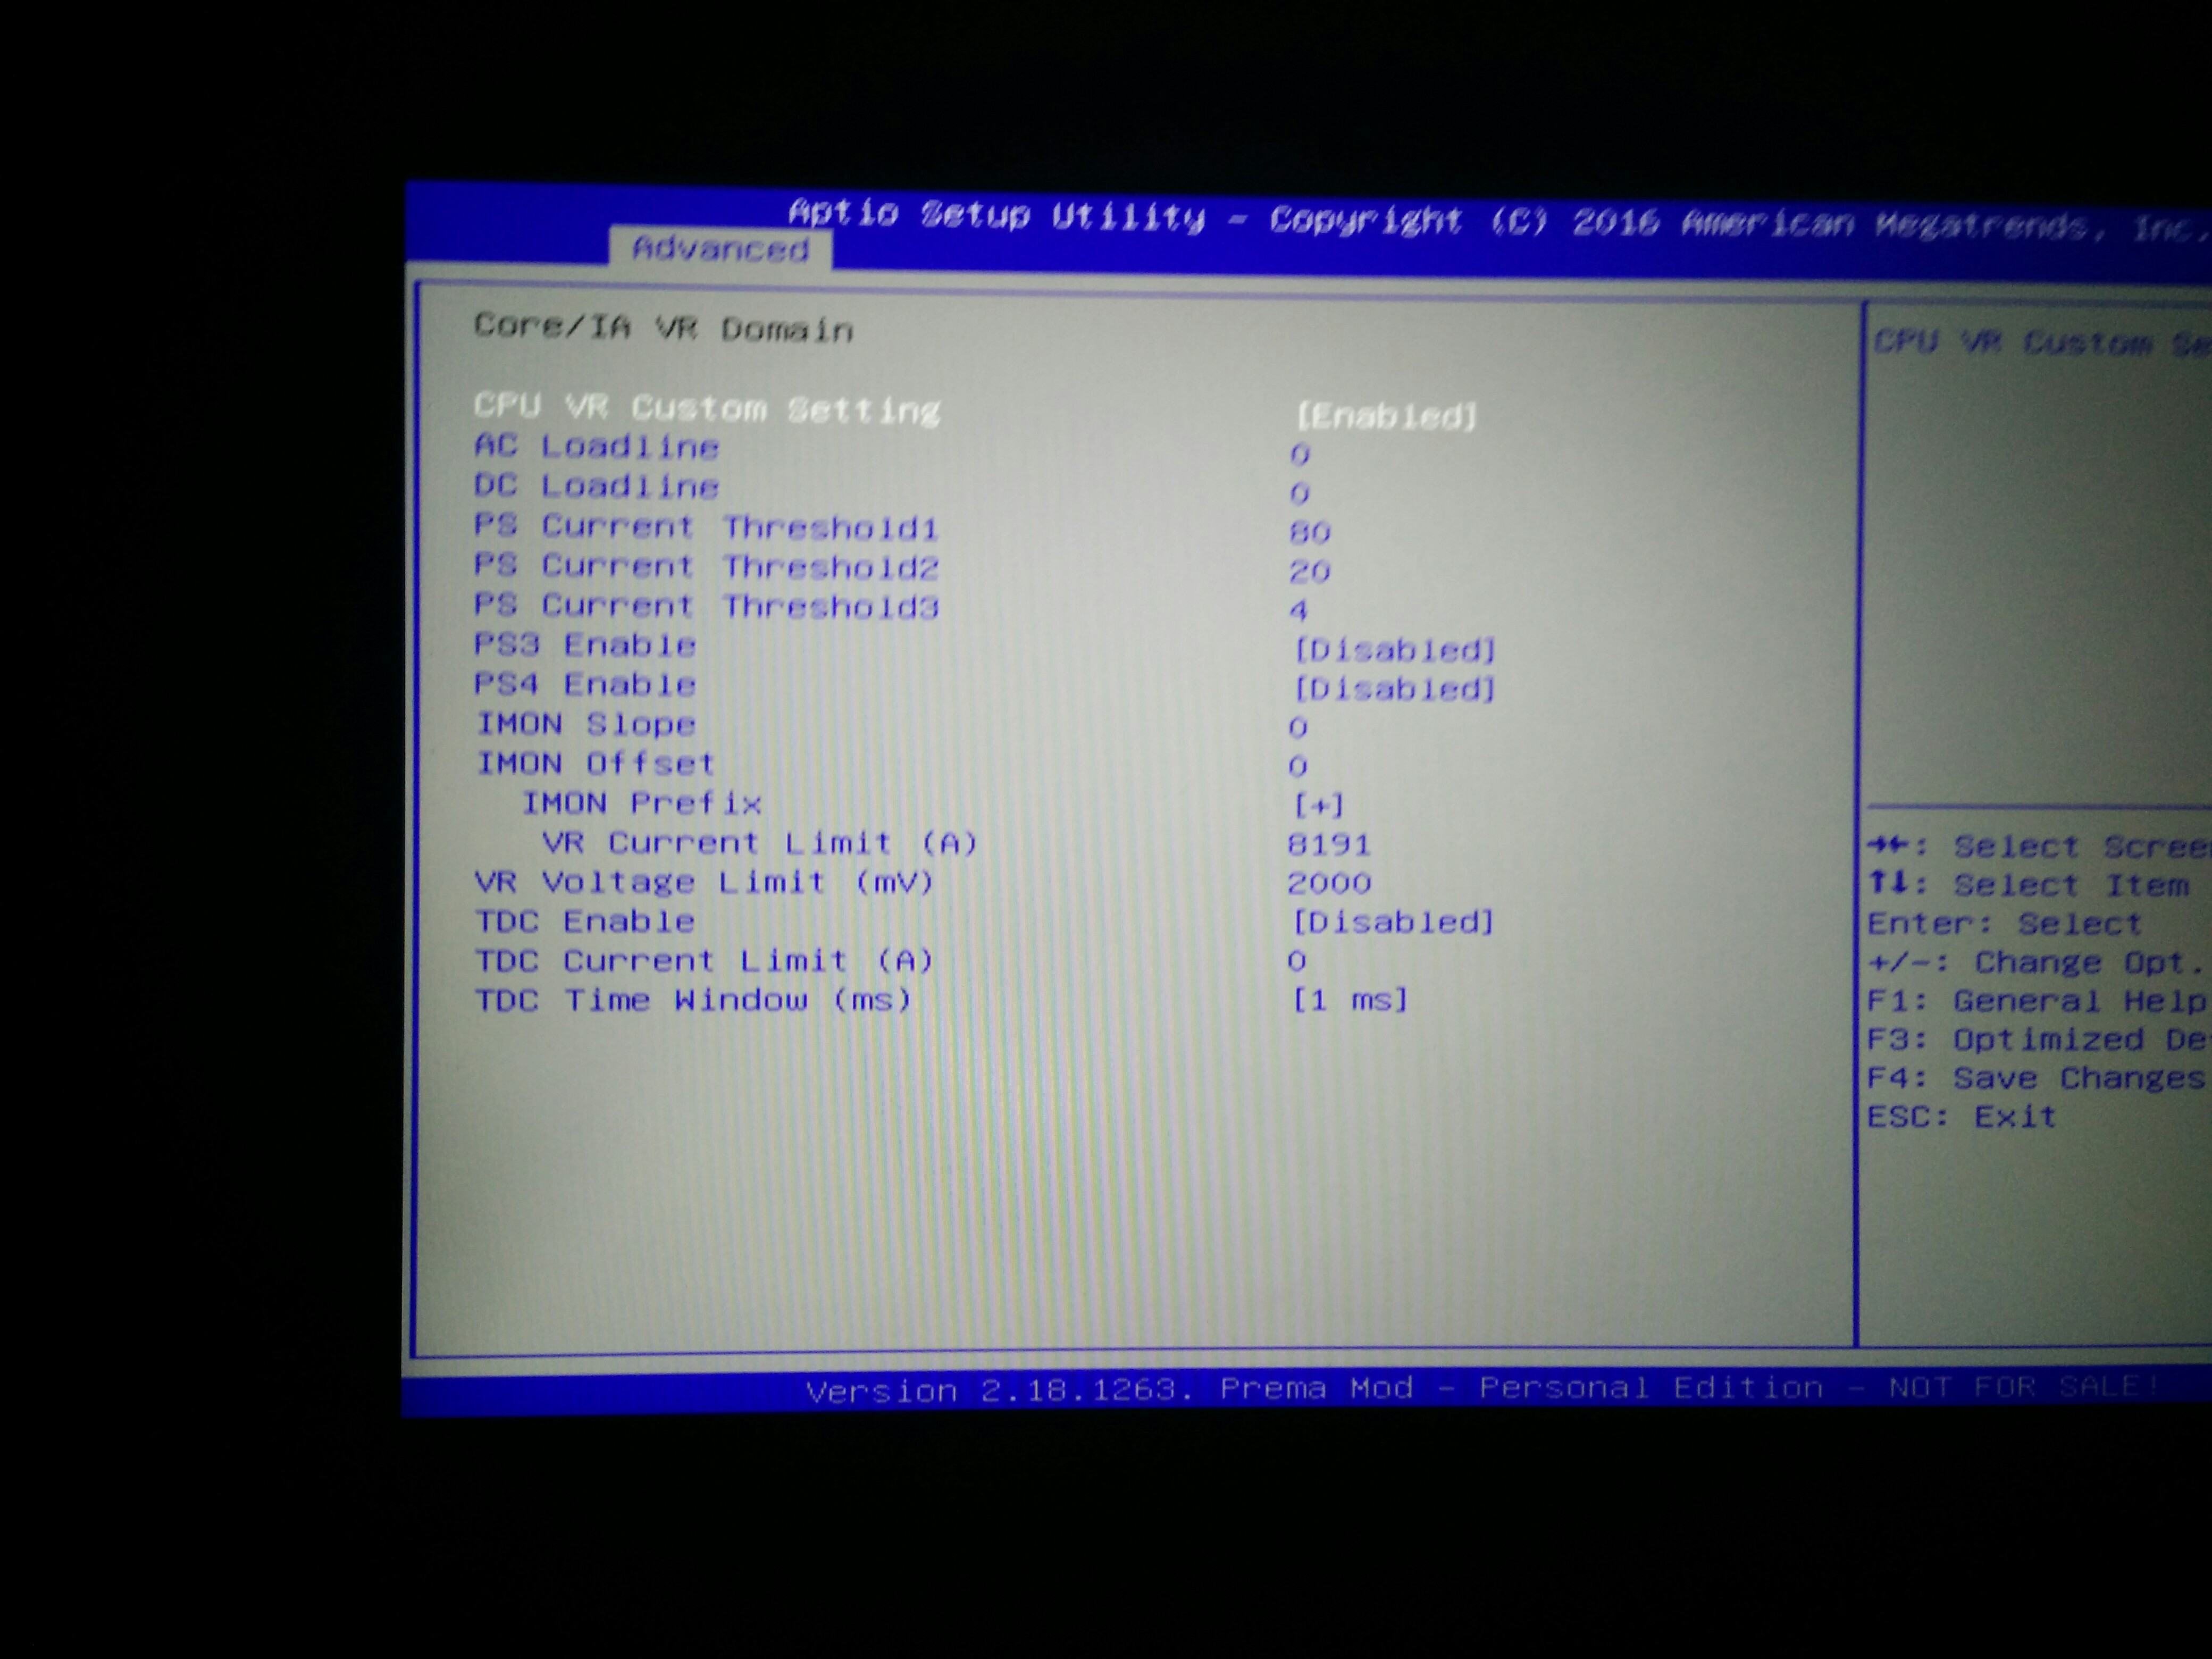 Aptio Setup Utility - Copyright (C) 2016 American Megatrends, Inc.
Advanced
Core/IA VR Domain
CPU VR Custom Setting [Enabled]
AC Loadline 0
DC Loadline 0
PS Current Threshold1 80
PS Current Threshold2 20
PS Current Threshold3 4
PS3 Enable [Disabled]
PS4 Enable [Disabled]
IMON Slope 0
IMON Offset 0
IMON Prefix [+]
VR Current Limit (A) 8191
VR Voltage Limit (mV) 2000
TDC Enable [Disabled]
TDC Current Limit (A) 0
TDC Time Window (ms) [1 ms]
CPU VR Custom Se
→←: Select Scree
↑↓: Select Item
Enter: Select
+/-: Change Opt.
F1: General Help
F3: Optimized De
F4: Save Changes
ESC: Exit
Version 2.18.1263. Prema Mod - Personal Edition - NOT FOR SALE!